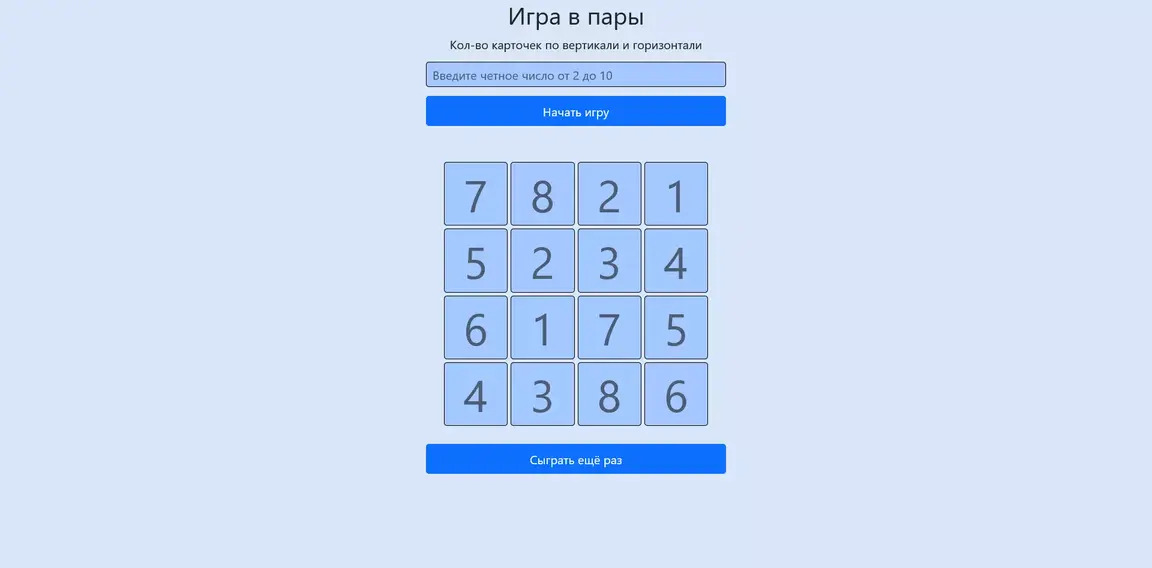 Игра в пары
Кол-во карточек по вертикали и горизонтали
Введите четное число от 2 до 10
Начать игру
7 8 2 1
5 2 3 4
6 1 7 5
4 3 8 6
Сыграть ещё раз